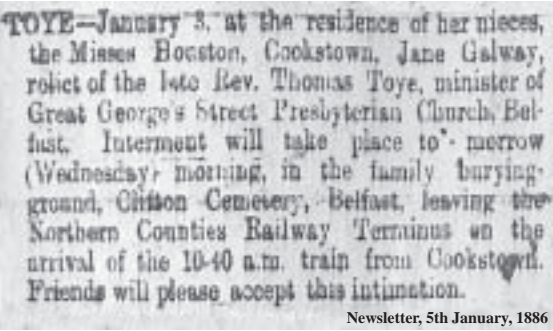 TOYE—January 3, at the residence of her nieces,
the Misses Houston, Cookstown, Jane Galway,
relict of the late Rev. Thomas Toye, minister of
Great George's Street Presbyterian Church, Bel-
fast. Interment will take place to-morrow
(Wednesday) morning, in the family burying-
ground, Clifton Cemetery, Belfast, leaving the
Northern Counties Railway Terminus on the
arrival of the 10-40 a.m. train from Cookstown.
Friends will please accept this intimation.
Newsletter, 5th January, 1886